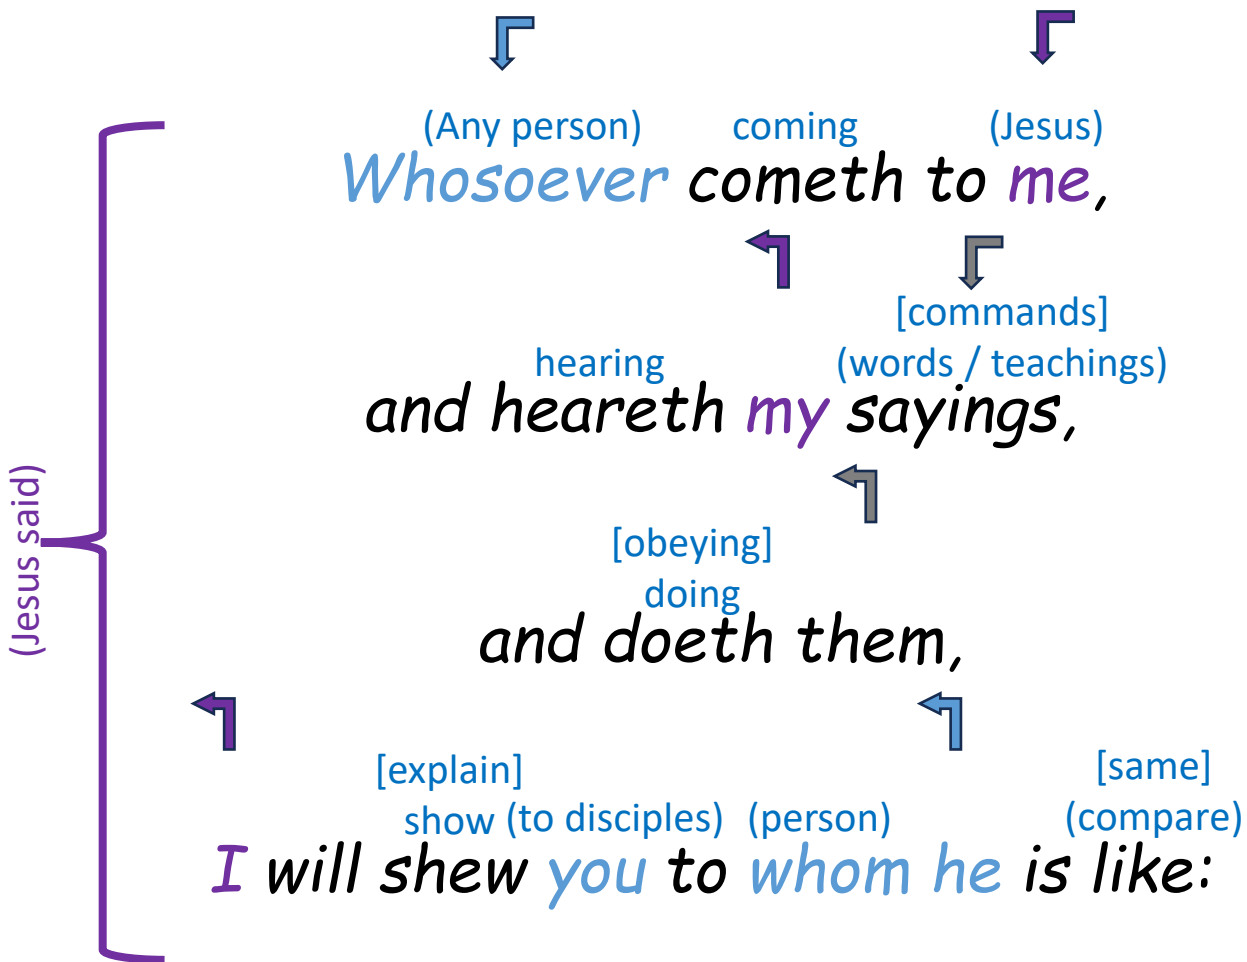 (Any person) coming (Jesus)
Whosoever cometh to me,
[commands]
hearing (words / teachings)
and heareth my sayings,
(Jesus said)
[obeying]
doing
and doeth them,
[explain] [same]
show (to disciples) (person) (compare)
I will shew you to whom he is like: